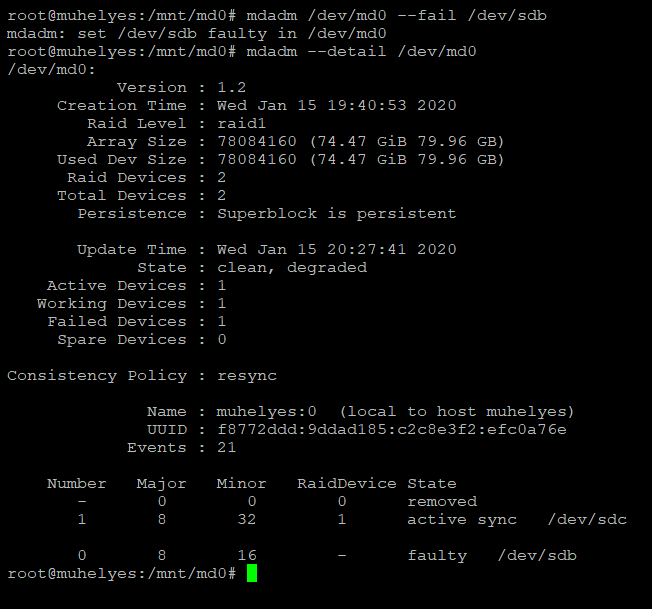 root@muhelyes:/mnt/md0# mdadm /dev/md0 --fail /dev/sdb
mdadm: set /dev/sdb faulty in /dev/md0
root@muhelyes:/mnt/md0# mdadm --detail /dev/md0
/dev/md0:
Version : 1.2
Creation Time : Wed Jan 15 19:40:53 2020
Raid Level : raid1
Array Size : 78084160 (74.47 GiB 79.96 GB)
Used Dev Size : 78084160 (74.47 GiB 79.96 GB)
Raid Devices : 2
Total Devices : 2
Persistence : Superblock is persistent
Update Time : Wed Jan 15 20:27:41 2020
State : clean, degraded
Active Devices : 1
Working Devices : 1
Failed Devices : 1
Spare Devices : 0
Consistency Policy : resync
Name : muhelyes:0  (local to host muhelyes)
UUID : f8772ddd:9ddad185:c2c8e3f2:efc0a76e
Events : 21
Number   Major   Minor   RaidDevice State
-       0        0        0      removed
1       8       32        1      active sync   /dev/sdc
0       8       16        -      faulty   /dev/sdb
root@muhelyes:/mnt/md0#